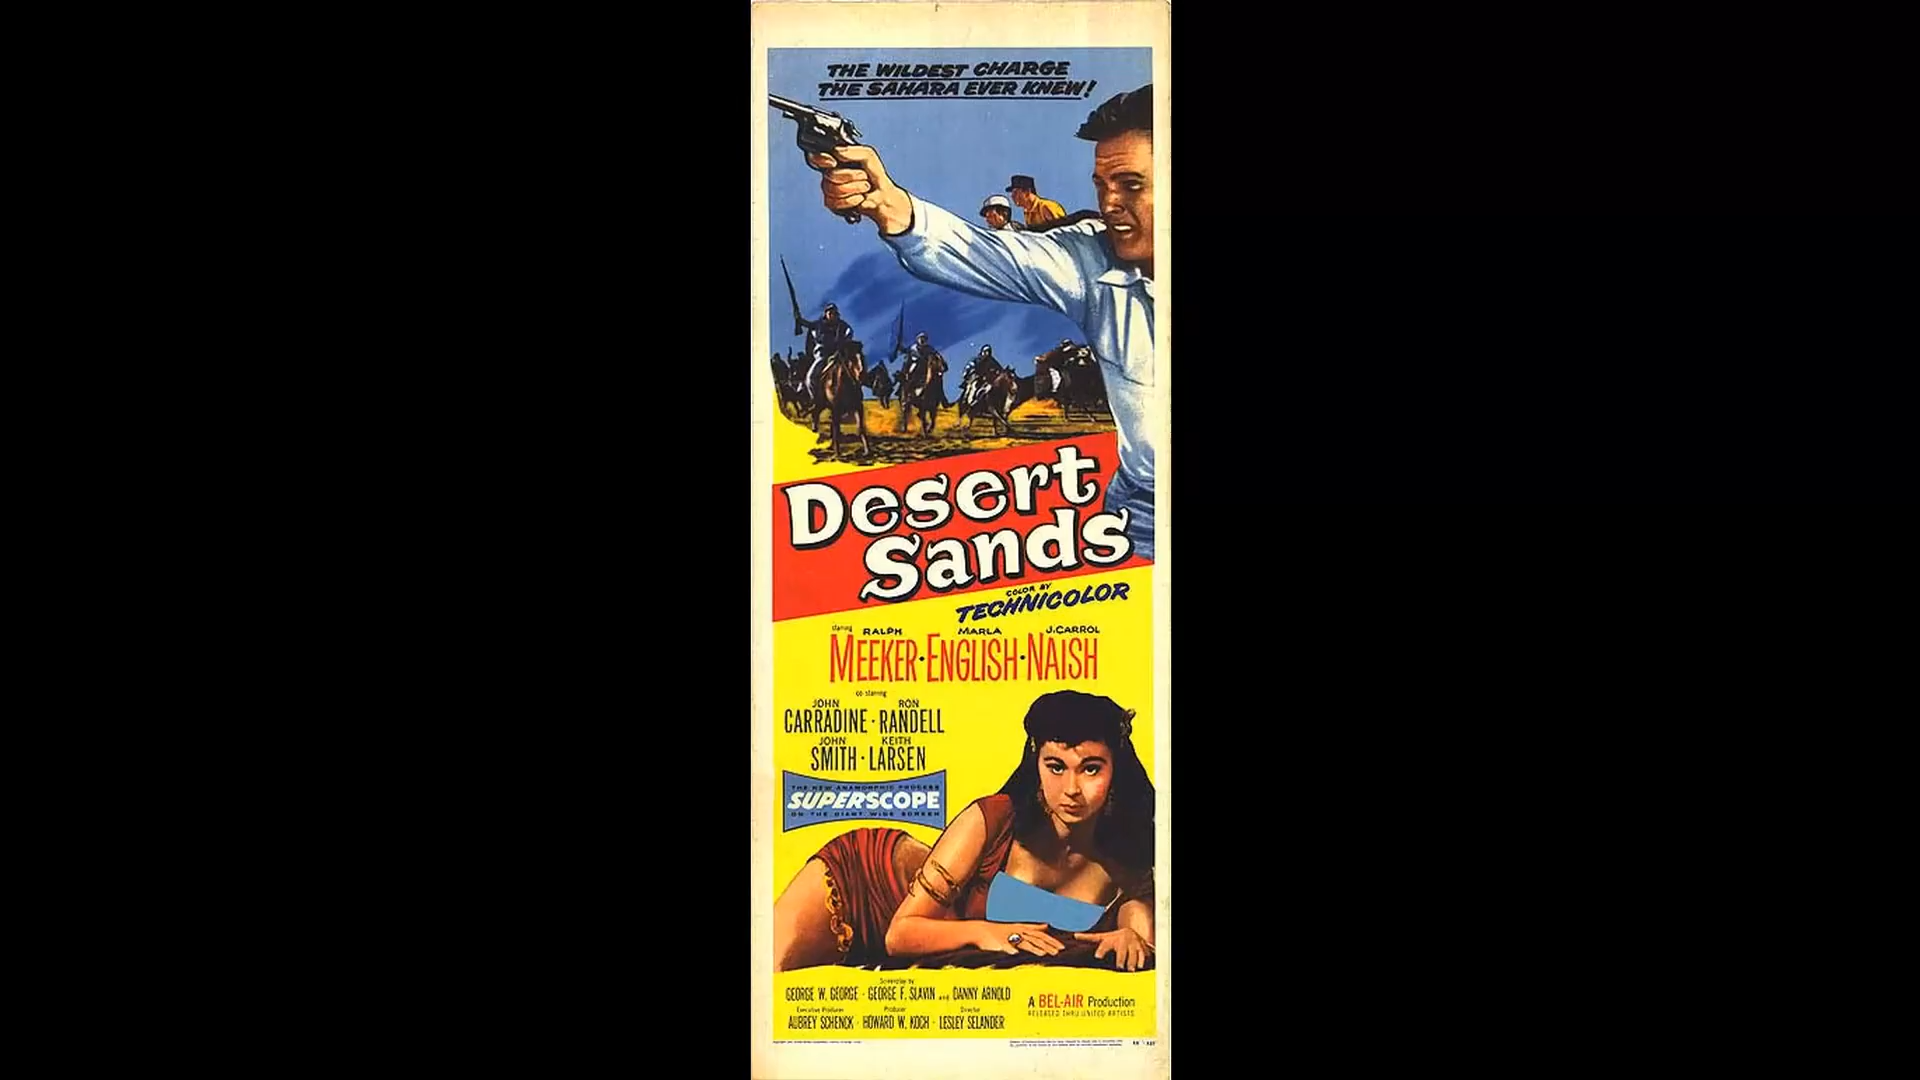 THE WILDEST CHARGE
THE SAHARA EVER KNEW!
Desert
Sands
COLOR BY
TECHNICOLOR
starring RALPH MARLA J. CARROL
MEEKER · ENGLISH · NAISH
co-starring
JOHN RON
CARRADINE · RANDELL
JOHN KEITH
SMITH · LARSEN
THE NEW ANAMORPHIC PROCESS
SUPERSCOPE
ON THE GIANT WIDE SCREEN
Screenplay by
GEORGE W. GEORGE · GEORGE F. SLAVIN and DANNY ARNOLD
Executive Producer Producer Director
AUBREY SCHENCK · HOWARD W. KOCH · LESLEY SELANDER
A BEL-AIR Production
RELEASED THRU UNITED ARTISTS